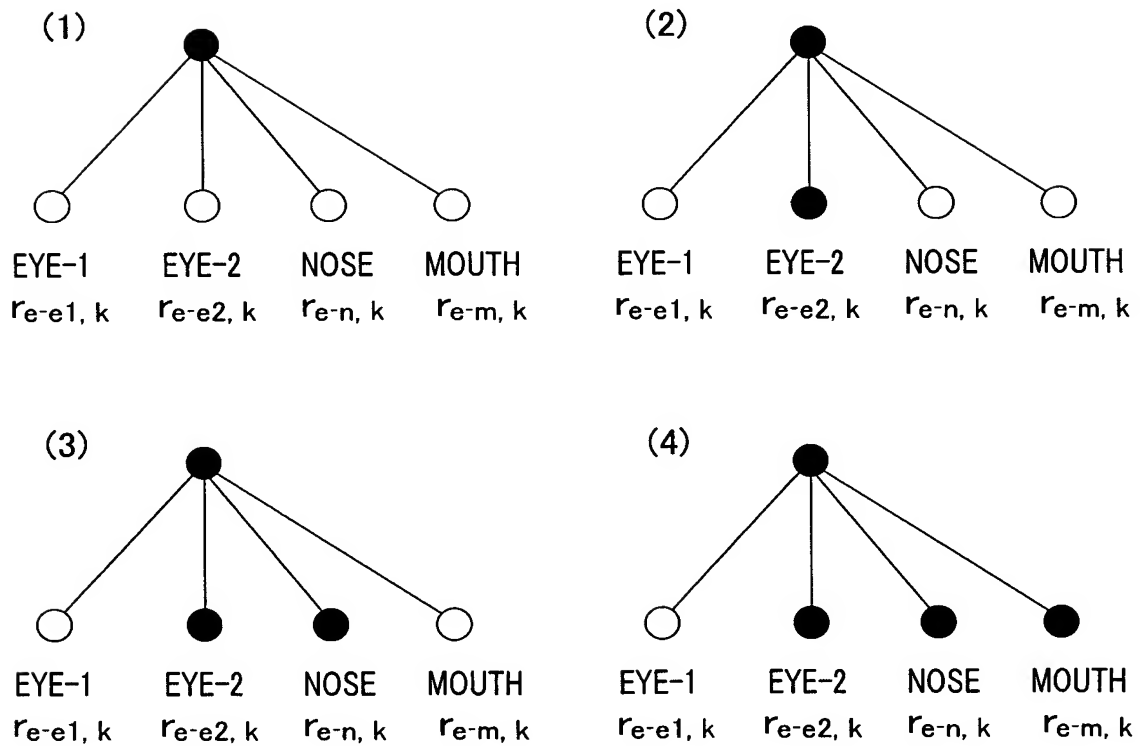 (1)
(2)
EYE-1 EYE-2 NOSE MOUTH
re-e1, k re-e2, k re-n, k re-m, k
EYE-1 EYE-2 NOSE MOUTH
re-e1, k re-e2, k re-n, k re-m, k
(3)
(4)
EYE-1 EYE-2 NOSE MOUTH
re-e1, k re-e2, k re-n, k re-m, k
EYE-1 EYE-2 NOSE MOUTH
re-e1, k re-e2, k re-n, k re-m, k